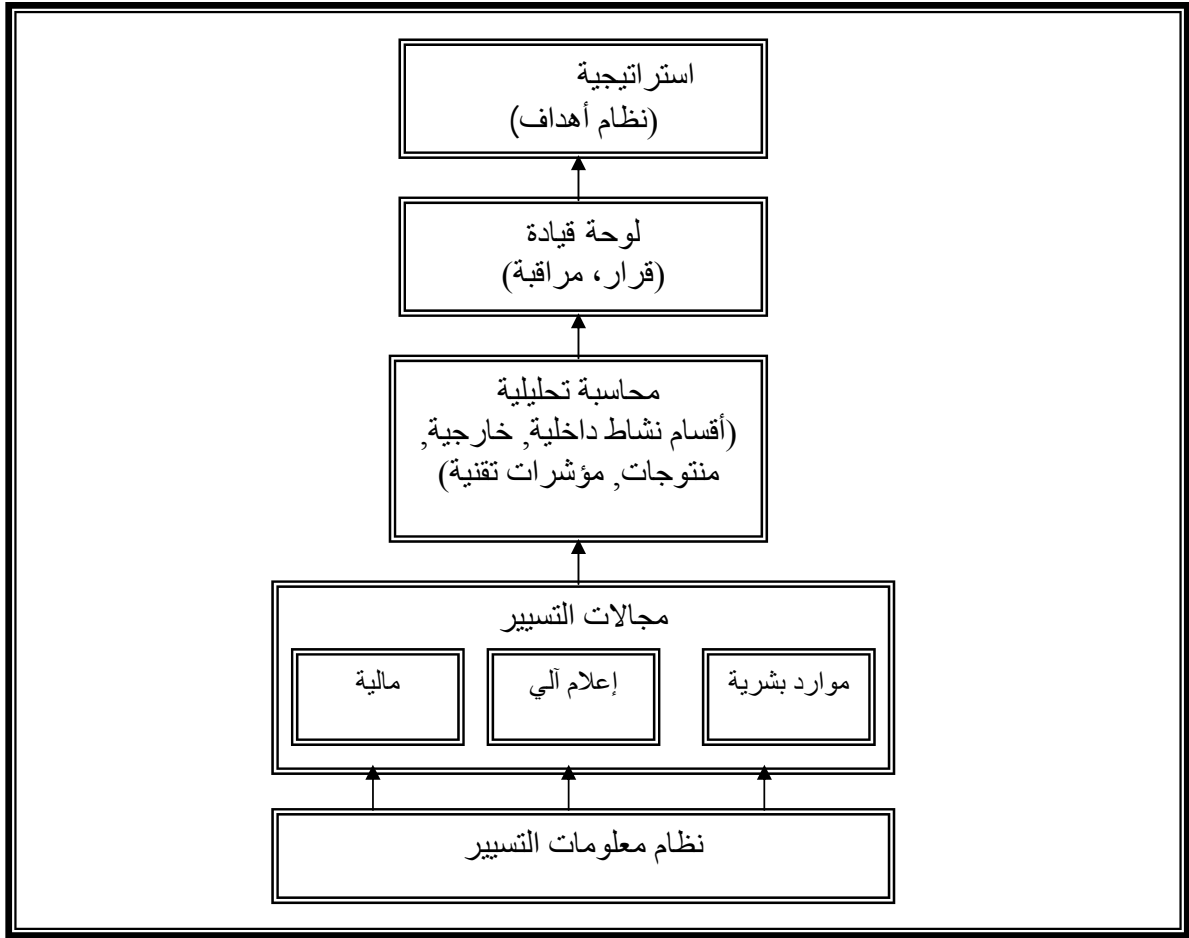 استراتيجية
(نظام أهداف)
لوحة قيادة
(قرار، مراقبة)
محاسبة تحليلية
(أقسام نشاط داخلية, خارجية,
منتوجات, مؤشرات تقنية)
مجالات التسيير
موارد بشرية
إعلام آلي
مالية
نظام معلومات التسيير